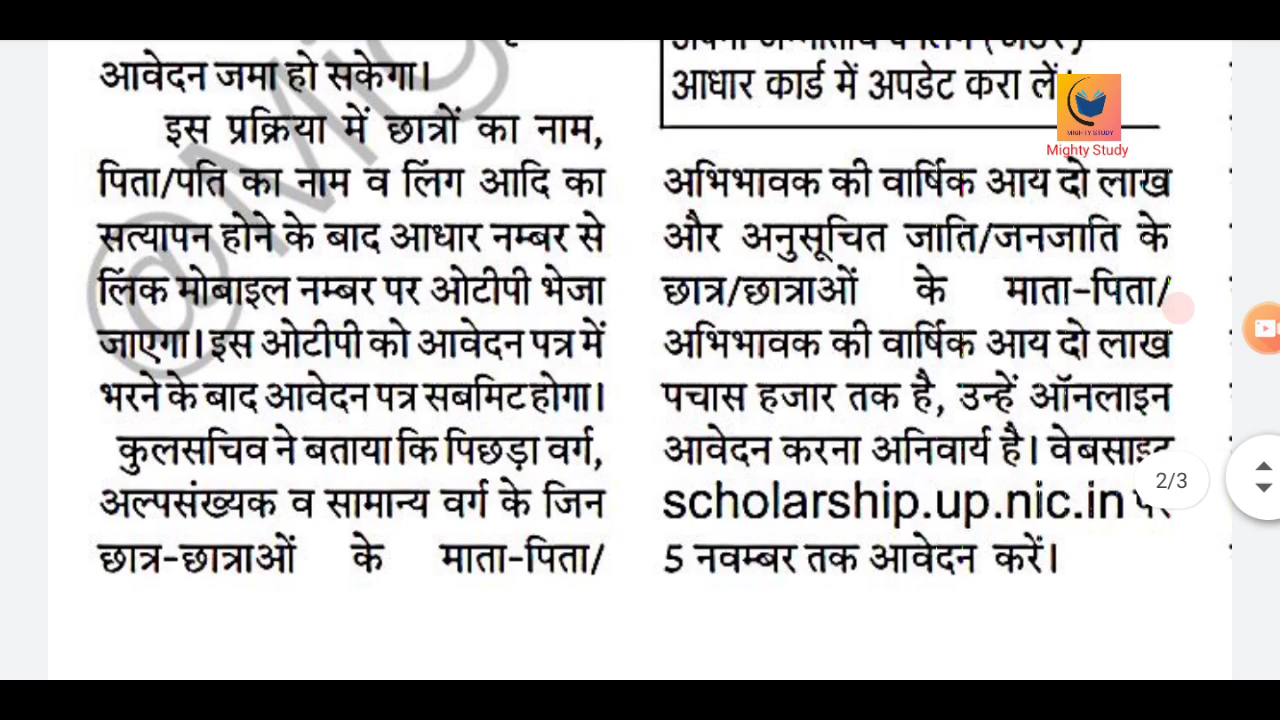 आवेदन जमा हो सकेगा।
इस प्रक्रिया में छात्रों का नाम,
पिता/पति का नाम व लिंग आदि का
सत्यापन होने के बाद आधार नम्बर से
लिंक मोबाइल नम्बर पर ओटीपी भेजा
जाएगा। इस ओटीपी को आवेदन पत्र में
भरने के बाद आवेदन पत्र सबमिट होगा।
कुलसचिव ने बताया कि पिछड़ा वर्ग,
अल्पसंख्यक व सामान्य वर्ग के जिन
छात्र-छात्राओं के माता-पिता/
आधार कार्ड में अपडेट करा लें
MIGHTY STUDY
Mighty Study
अभिभावक की वार्षिक आय दो लाख
और अनुसूचित जाति/जनजाति के
छात्र/छात्राओं के माता-पिता/
अभिभावक की वार्षिक आय दो लाख
पचास हजार तक है, उन्हें ऑनलाइन
आवेदन करना अनिवार्य है। वेबसाइट
scholarship.up.nic.in पर
5 नवम्बर तक आवेदन करें।
2/3